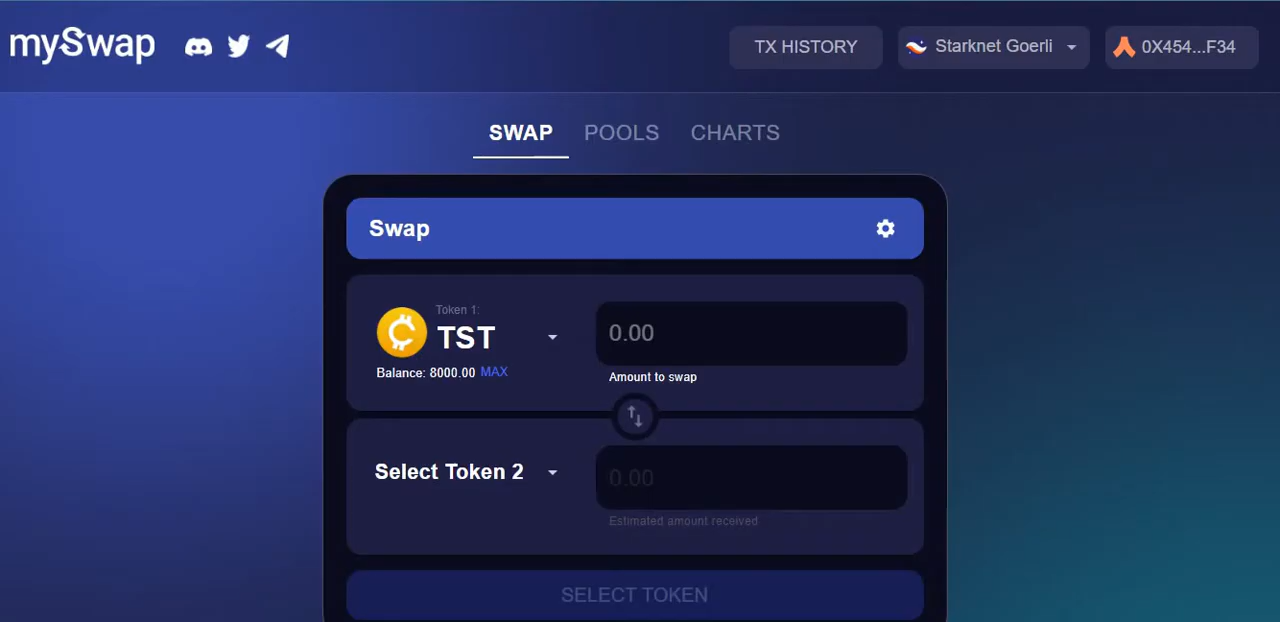 mySwap
TX HISTORY
Starknet Goerli
0X454...F34
SWAP POOLS CHARTS
Swap
Token 1:
TST
0.00
Balance: 8000.00 MAX
Amount to swap
Select Token 2
0.00
Estimated amount received
SELECT TOKEN